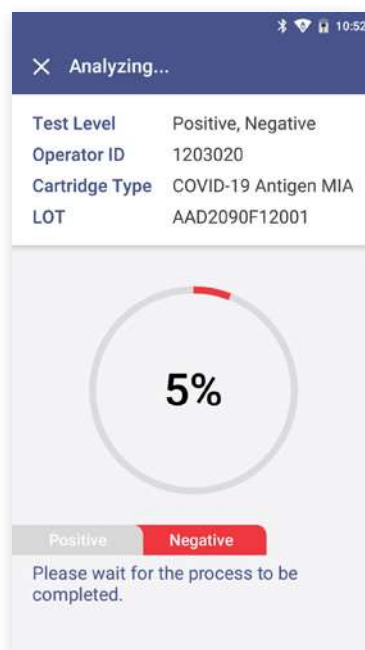 10:52
Analyzing...
Test Level Positive, Negative
Operator ID 1203020
Cartridge Type COVID-19 Antigen MIA
LOT AAD2090F12001
5%
Positive Negative
Please wait for the process to be
completed.